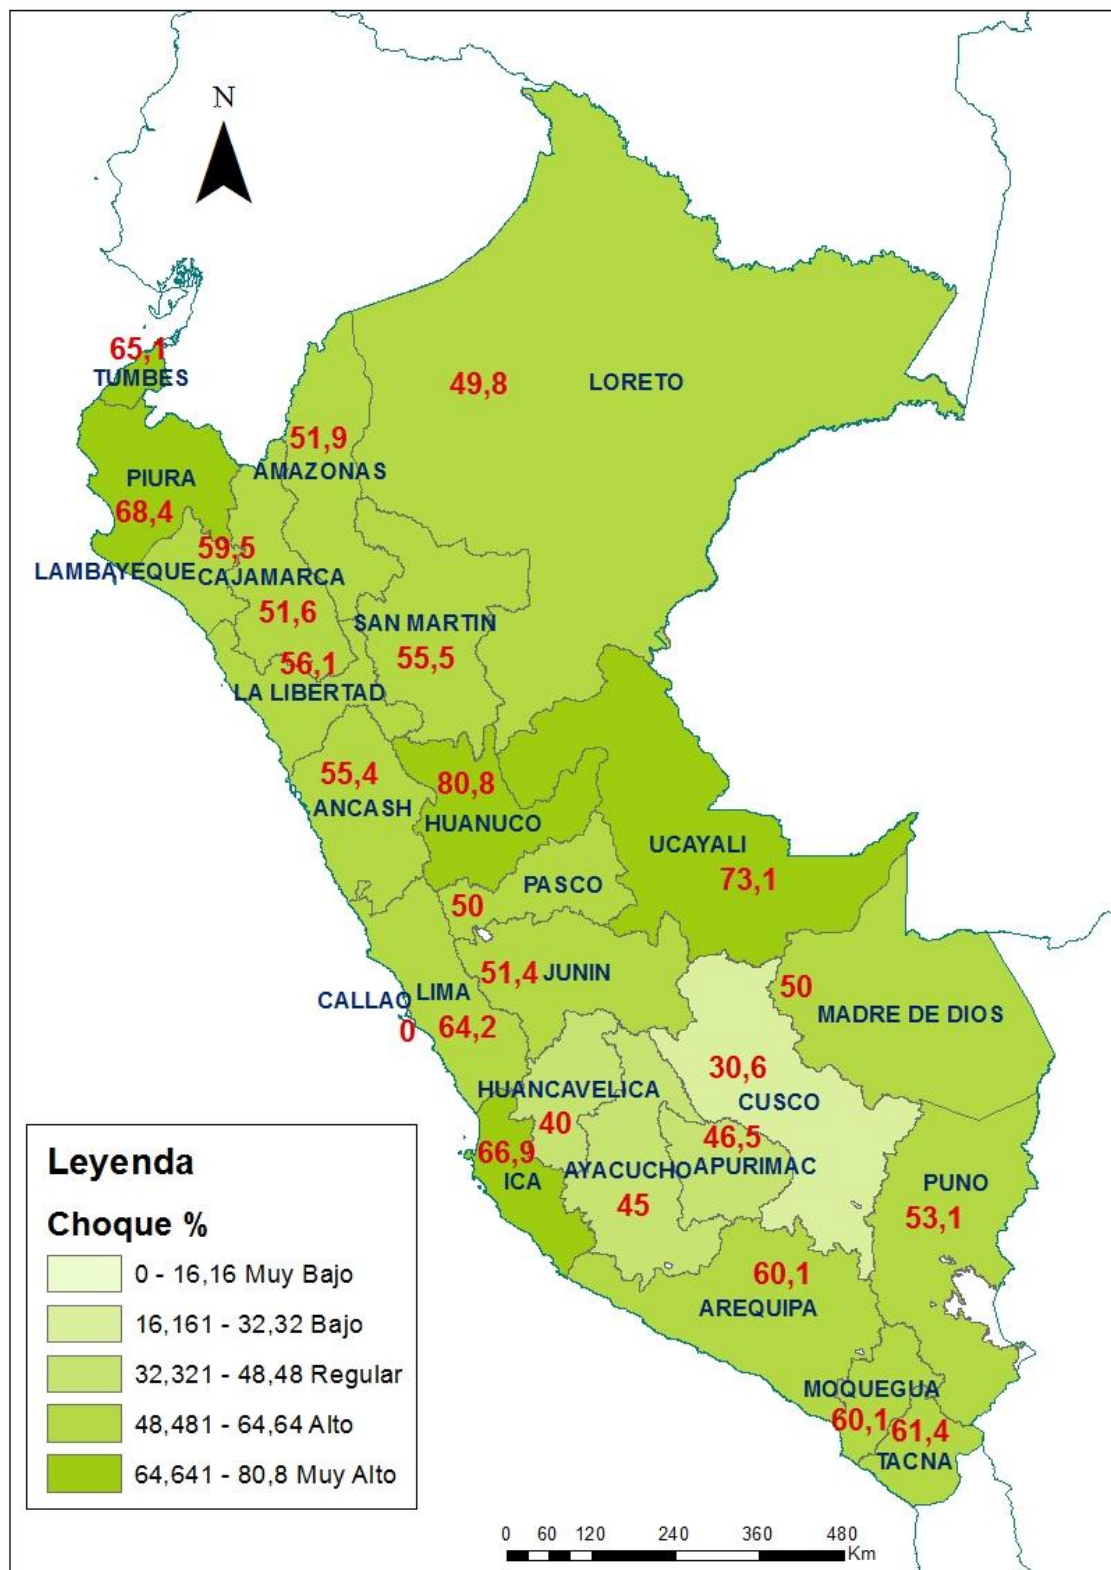 N
65,1
TUMBES
49,8 LORETO
51,9
AMAZONAS
PIURA
68,4
59,5
LAMBAYEQUE CAJAMARCA
51,6
SAN MARTIN
55,5
56,1
LA LIBERTAD
55,4
ANCASH
80,8
HUANUCO
UCAYALI
73,1
PASCO
50
51,4 JUNIN
50
MADRE DE DIOS
CALLAO LIMA
0 64,2
30,6
CUSCO
HUANCAVELICA
40
46,5
APURIMAC
66,9
ICA
AYACUCHO
45
PUNO
53,1
60,1
AREQUIPA
MOQUEGUA
60,1
61,4
TACNA
Leyenda
Choque %
0 - 16,16 Muy Bajo
16,161 - 32,32 Bajo
32,321 - 48,48 Regular
48,481 - 64,64 Alto
64,641 - 80,8 Muy Alto
0 60 120 240 360 480
Km